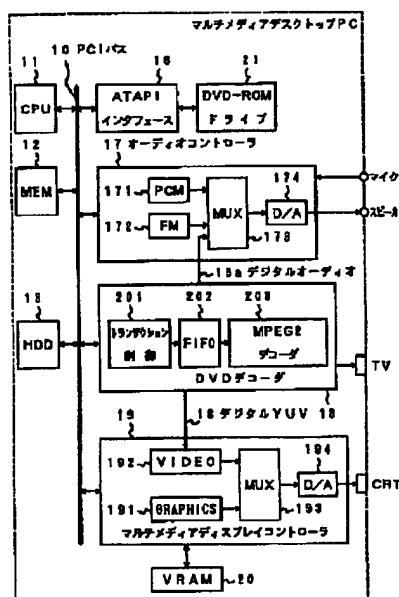 マルチメディアデスクトップPC
10 PCIバス
11
CPU
16
ATAPI
インタフェース
21
DVD-ROM
ドライブ
12
MEM
17 オーディオコントローラ
171
PCM
172
FM
MUX
173
174
D/A
マイク
スピーカ
15a デジタルオーディオ
13
HDD
201
トランザクション
制御
202
FIFO
203
MPEG2
デコーダ
DVDデコーダ
18
TV
デジタルYUV
19
192
VIDEO
191
GRAPHICS
MUX
193
194
D/A
CRT
マルチメディアディスプレイコントローラ
VRAM
20